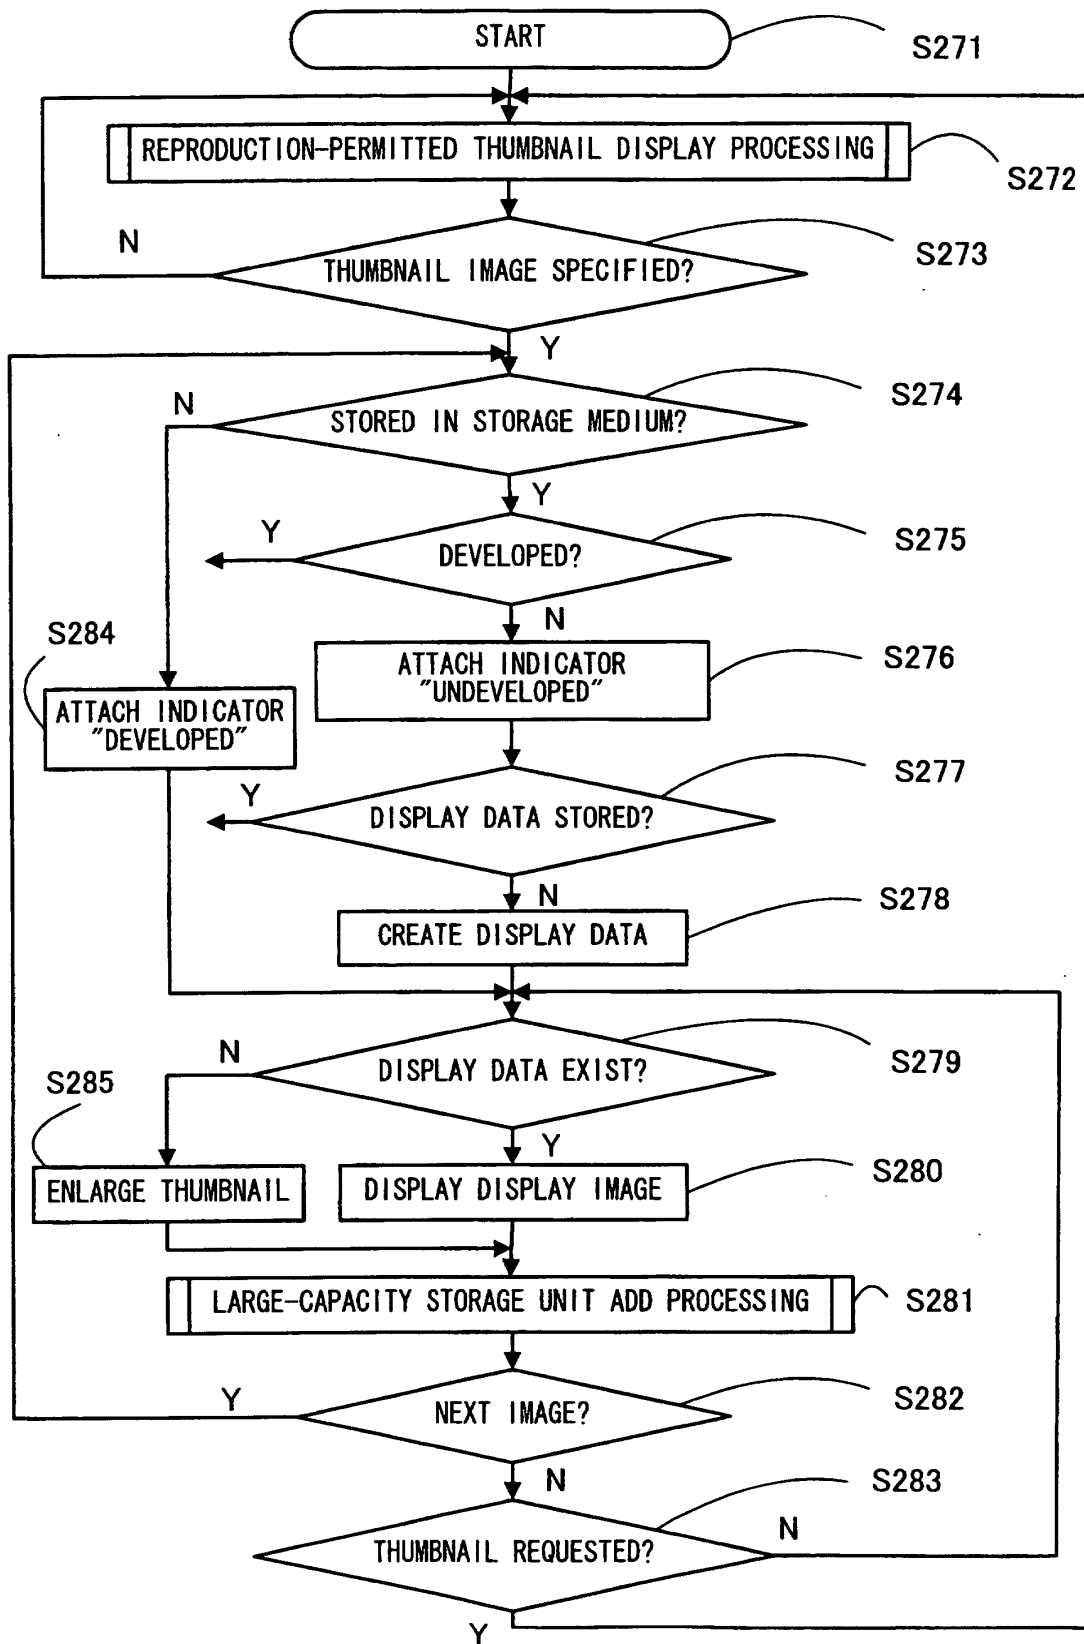 START
S271
REPRODUCTION-PERMITTED THUMBNAIL DISPLAY PROCESSING
S272
N
S273
THUMBNAIL IMAGE SPECIFIED?
Y
S274
N
STORED IN STORAGE MEDIUM?
Y
S275
Y
DEVELOPED?
N
S284
S276
ATTACH INDICATOR
"UNDEVELOPED"
ATTACH INDICATOR
"DEVELOPED"
S277
Y
DISPLAY DATA STORED?
N
S278
CREATE DISPLAY DATA
N
S279
DISPLAY DATA EXIST?
S285
Y
S280
ENLARGE THUMBNAIL
DISPLAY DISPLAY IMAGE
LARGE-CAPACITY STORAGE UNIT ADD PROCESSING
S281
Y
S282
NEXT IMAGE?
N
S283
N
THUMBNAIL REQUESTED?
Y